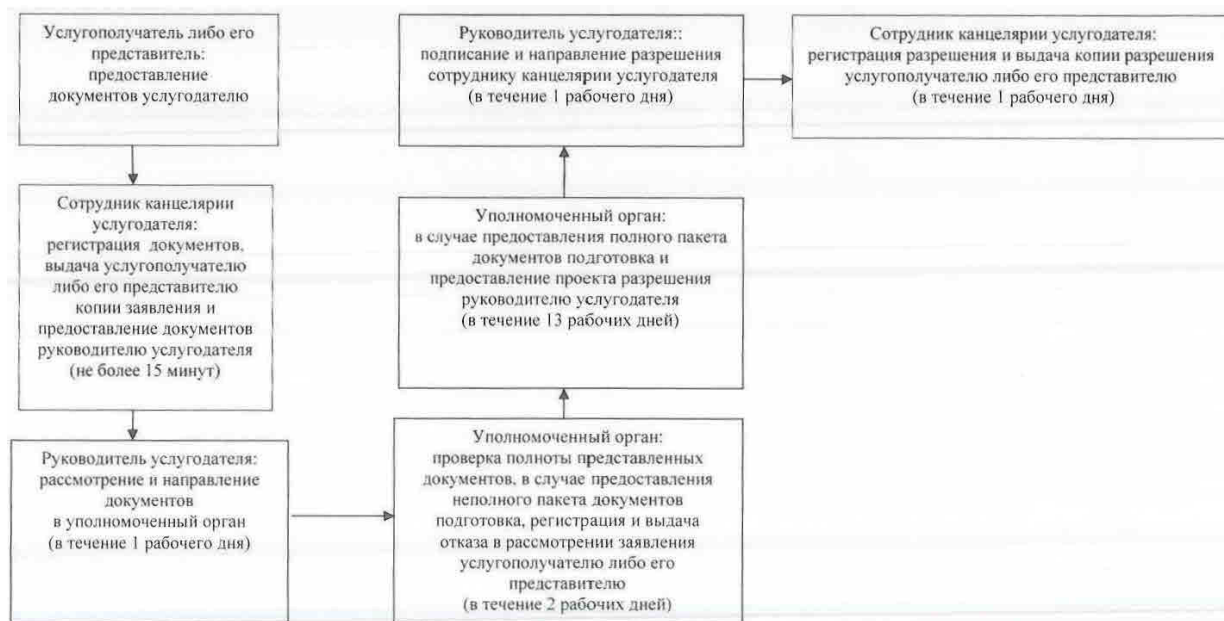 Услугополучатель либо его
представитель:
предоставление
документов услугодателю
Сотрудник канцелярии
услугодателя:
регистрация документов,
выдача услугополучателю
либо его представителю
копии заявления и
предоставление документов
руководителю услугодателя
(не более 15 минут)
Руководитель услугодателя:
рассмотрение и направление
документов
в уполномоченный орган
(в течение 1 рабочего дня)
Уполномоченный орган:
проверка полноты представленных
документов, в случае предоставления
неполного пакета документов
подготовка, регистрация и выдача
отказа в рассмотрении заявления
услугополучателю либо его
представителю
(в течение 2 рабочих дней)
Уполномоченный орган:
в случае предоставления полного пакета
документов подготовка и
предоставление проекта разрешения
руководителю услугодателя
(в течение 13 рабочих дней)
Руководитель услугодателя::
подписание и направление разрешения
сотруднику канцелярии услугодателя
(в течение 1 рабочего дня)
Сотрудник канцелярии услугодателя:
регистрация разрешения и выдача копии разрешения
услугополучателю либо его представителю
(в течение 1 рабочего дня)